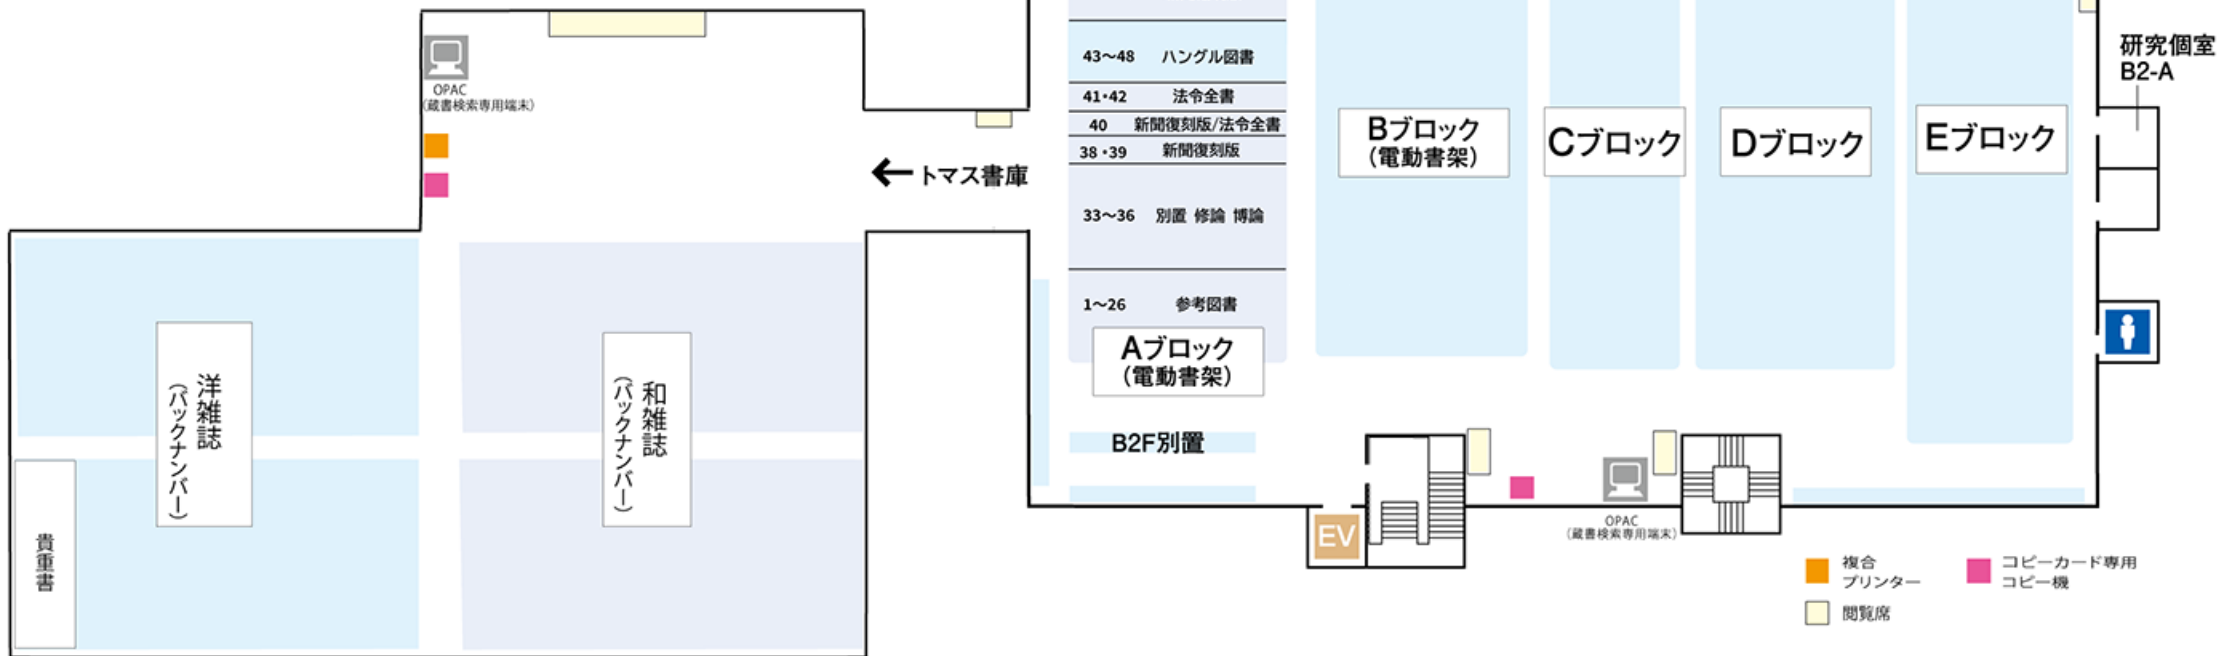 OPAC
(蔵書検索専用端末)
←トマス書庫
洋雑誌
(バックナンバー)
和雑誌
(バックナンバー)
貴重書
43～48 ハングル図書
41・42 法令全書
40 新聞復刻版/法令全書
38・39 新聞復刻版
33～36 別置 修論 博論
1～26 参考図書
Aブロック
(電動書架)
B2F別置
Bブロック
(電動書架)
Cブロック
Dブロック
Eブロック
研究個室
B2-A
EV
OPAC
(蔵書検索専用端末)
複合
プリンター
コピーカード専用
コピー機
閲覧席